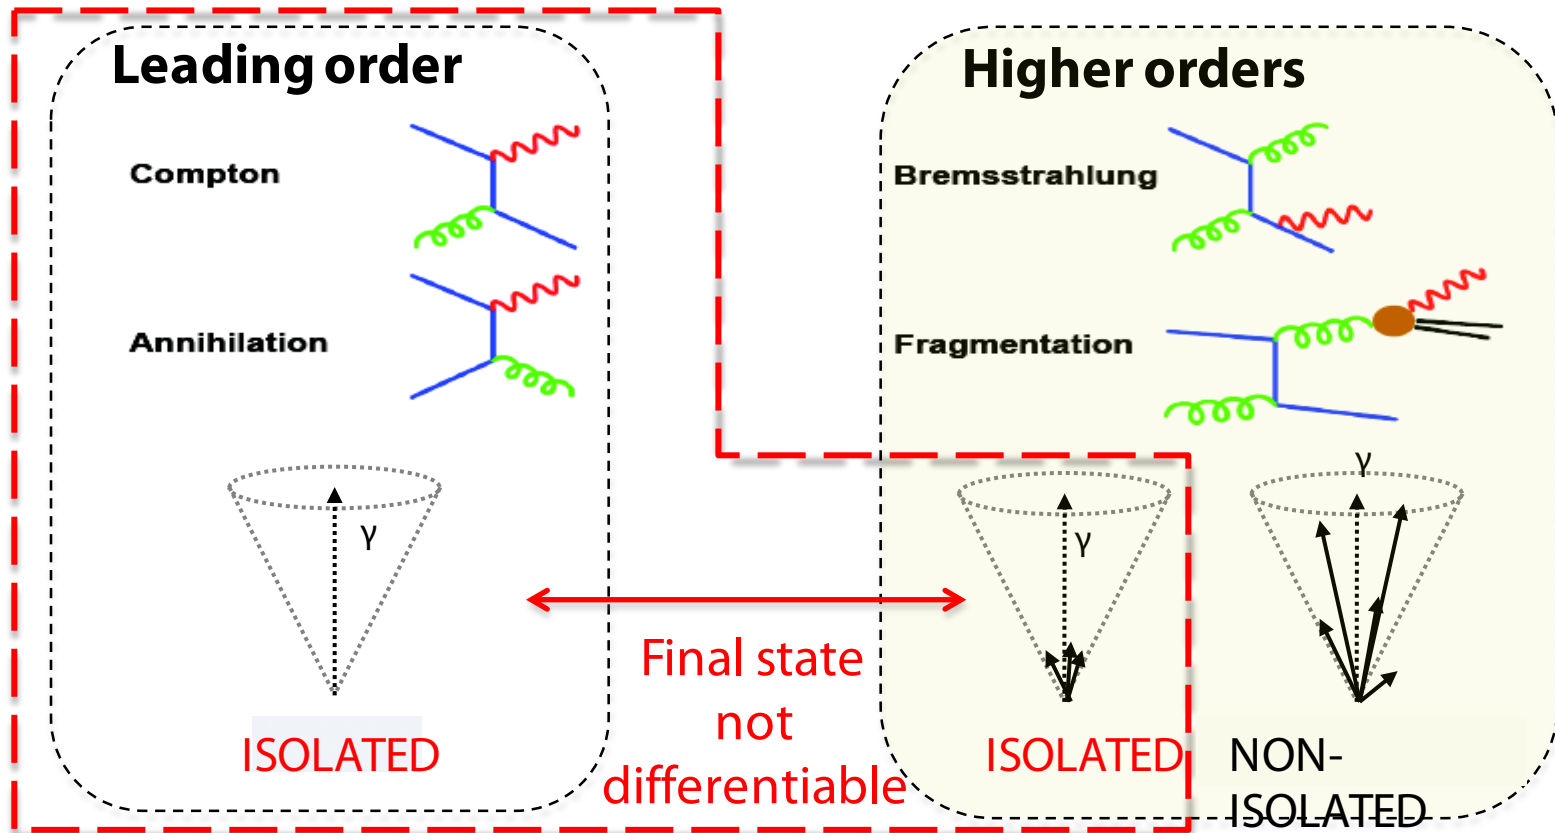 Leading order
Compton
Annihilation
γ
ISOLATED
Final state
not
differentiable
Higher orders
Bremsstrahlung
Fragmentation
γ
ISOLATED
γ
NON-
ISOLATED